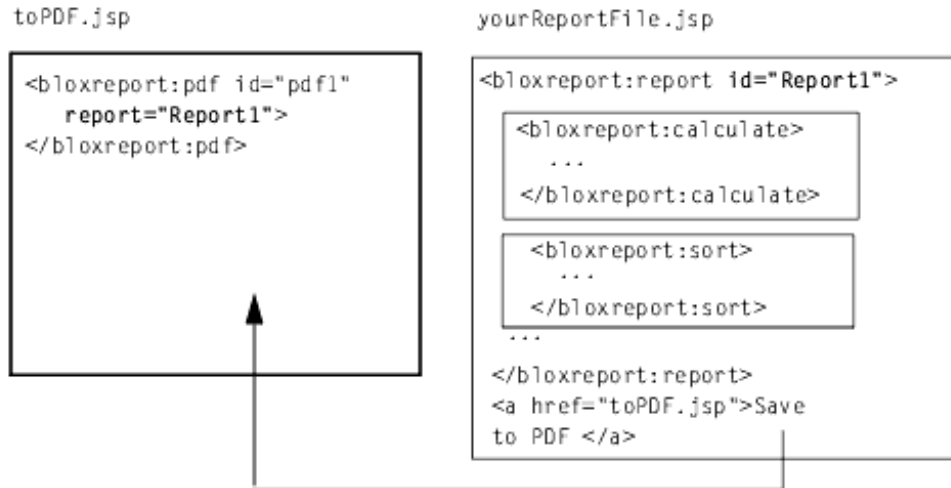 toPDF.jsp
<bloxreport:pdf id="pdf1"
report="Report1">
</bloxreport:pdf>
yourReportFile.jsp
<bloxreport:report id="Report1">
<bloxreport:calculate>
...
</bloxreport:calculate>
<bloxreport:sort>
...
</bloxreport:sort>
...
</bloxreport:report>
<a href="toPDF.jsp">Save
to PDF </a>